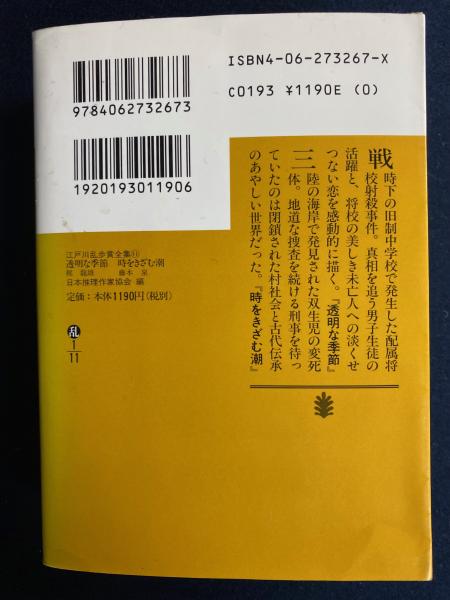 ISBN4-06-273267-X
C0193 ¥1190E (0)
9784062732673
1920193011906
江戸川乱歩賞全集⑪
透明な季節 時をきざむ潮
梶 龍雄 藤本 泉
日本推理作家協会 編
定価：本体1190円(税別)
乱
1
11
戦時下の旧制中学校で発生した配属将
校射殺事件。真相を追う男子生徒の
活躍と、将校の美しき未亡人への淡くせ
つない恋を感動的に描く。『透明な季節』
三陸の海岸で発見された双生児の変死
体。地道な捜査を続ける刑事を待っ
ていたのは閉鎖された村社会と古代伝承
のあやしい世界だった。『時をきざむ潮』